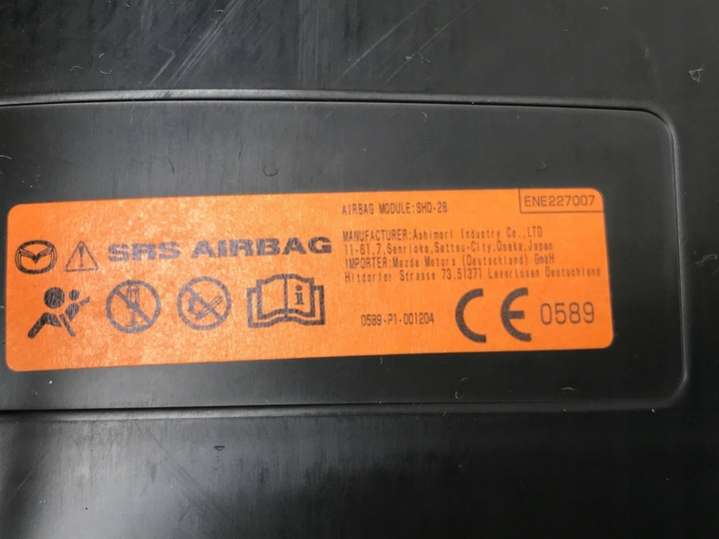 ENE227007
AIRBAG MODULE:SHO-28
SRS AIRBAG
MANUFACTURER:Ashimori Industry Co.,LTD
11-61,7,Senrioka,Settsu-City,Osaka,Japan
IMPORTER:Mazda Motors (Deutschland) GmbH
Hitdorfer Strasse 73,51371 Leverkusen Deutschland
0589-P1-001204
CE 0589